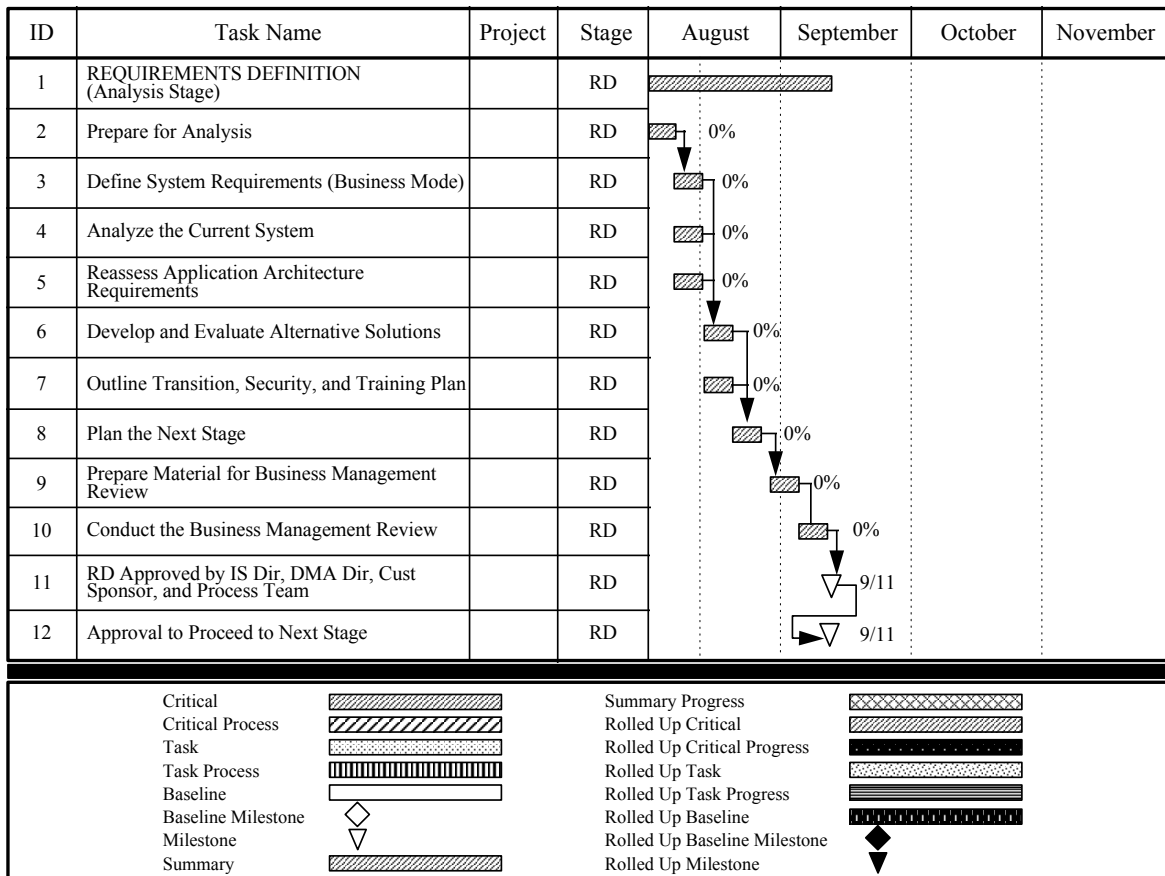 ID Task Name Project Stage August September October November
1 REQUIREMENTS DEFINITION
(Analysis Stage) RD
2 Prepare for Analysis RD 0%
3 Define System Requirements (Business Mode) RD 0%
4 Analyze the Current System RD 0%
5 Reassess Application Architecture
Requirements RD 0%
6 Develop and Evaluate Alternative Solutions RD 0%
7 Outline Transition, Security, and Training Plan RD 0%
8 Plan the Next Stage RD 0%
9 Prepare Material for Business Management
Review RD 0%
10 Conduct the Business Management Review RD 0%
11 RD Approved by IS Dir, DMA Dir, Cust
Sponsor, and Process Team RD 9/11
12 Approval to Proceed to Next Stage RD 9/11
Critical
Critical Process
Task
Task Process
Baseline
Baseline Milestone
Milestone
Summary
Summary Progress
Rolled Up Critical
Rolled Up Critical Progress
Rolled Up Task
Rolled Up Task Progress
Rolled Up Baseline
Rolled Up Baseline Milestone
Rolled Up Milestone